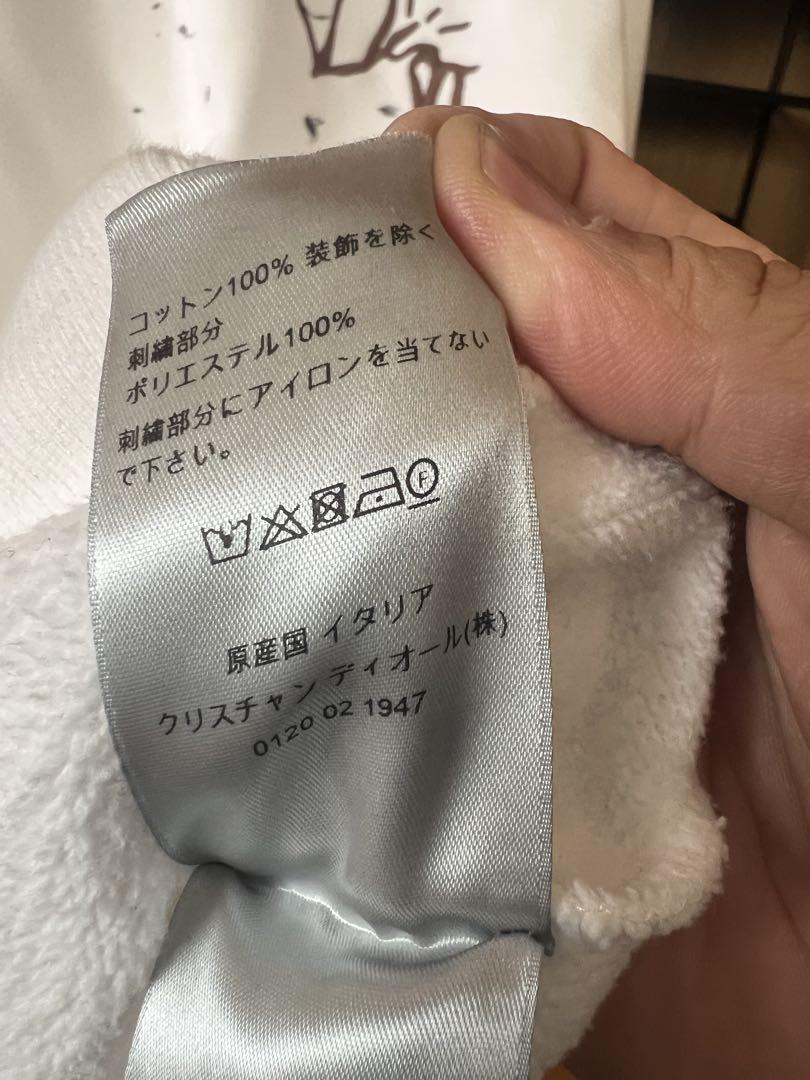 コットン100% 装飾を除く
刺繍部分
ポリエステル100%
刺繍部分にアイロンを当てない
で下さい。
F
原産国 イタリア
クリスチャン ディオール(株)
0120 02 1947